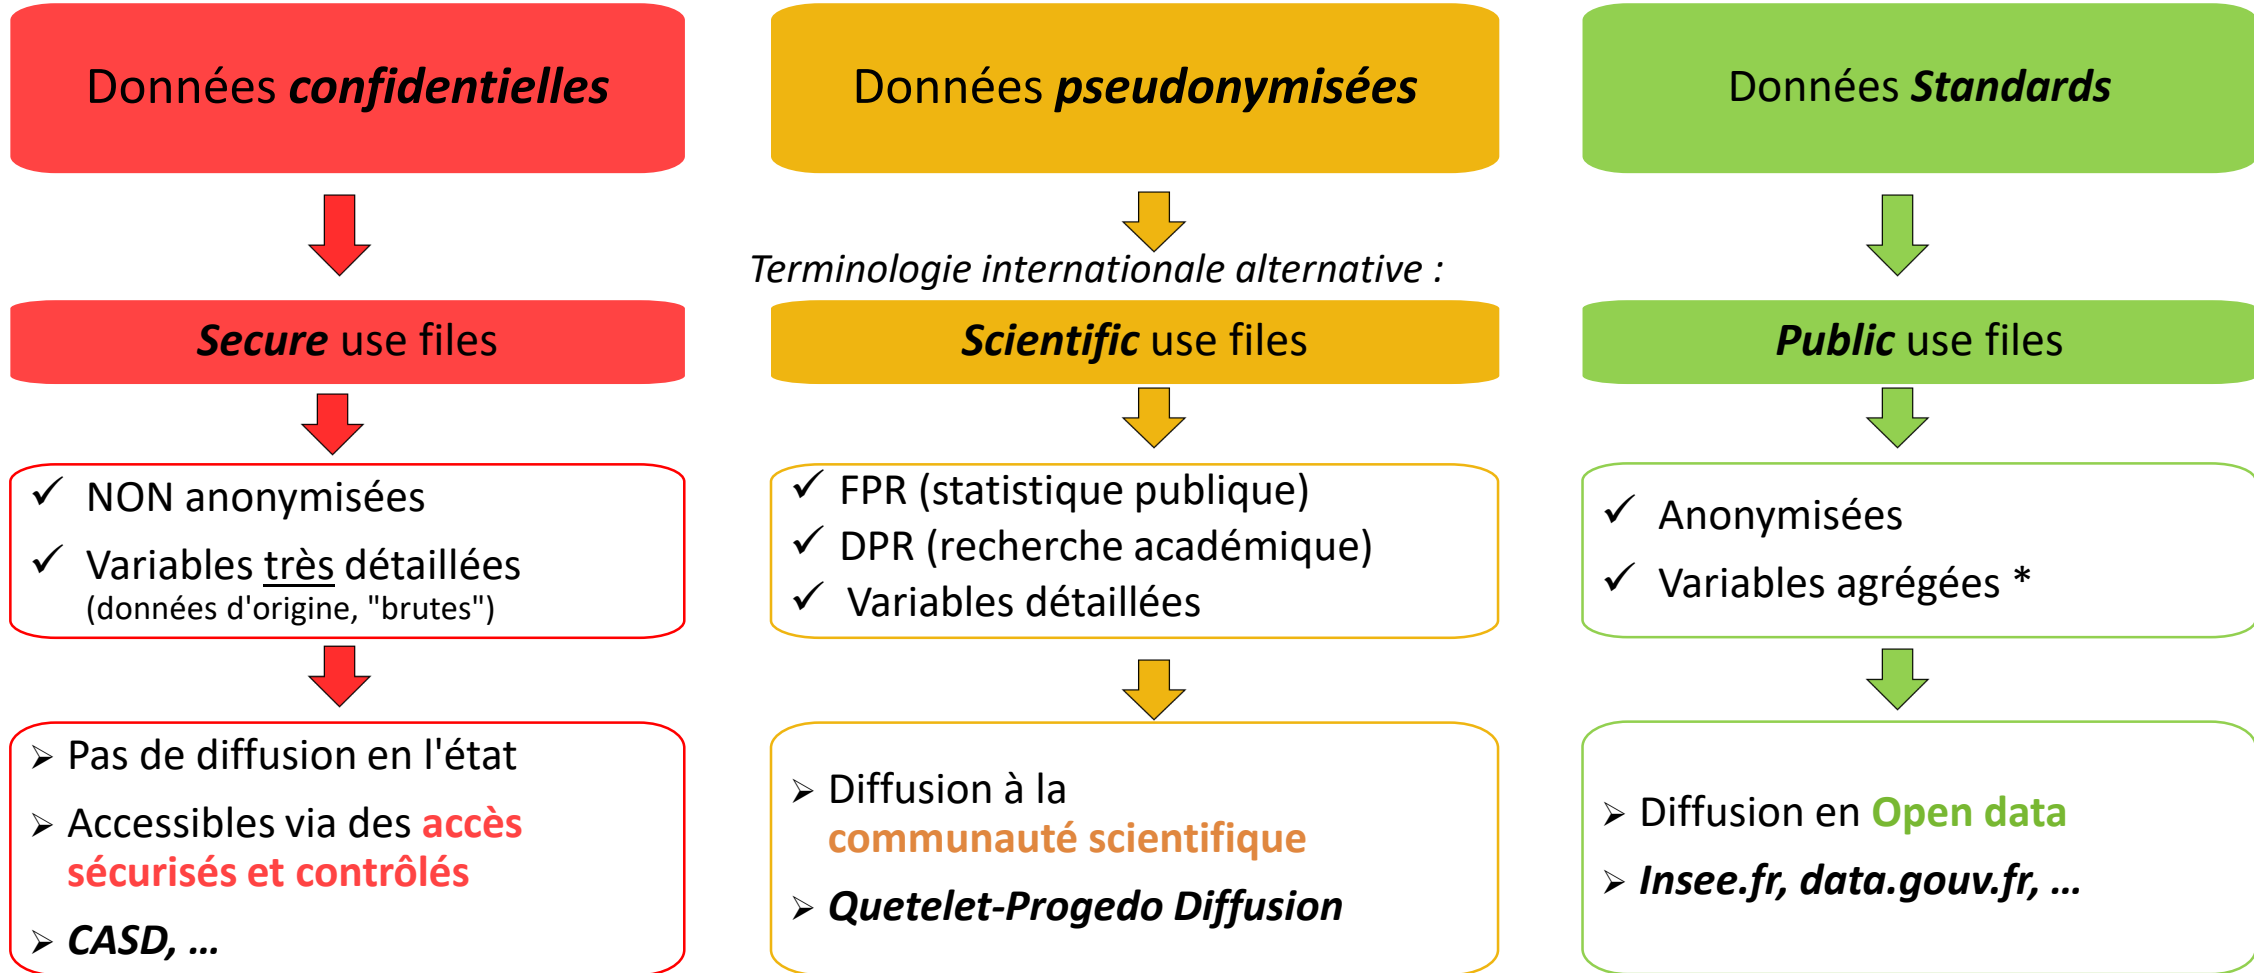 Données confidentielles
Données pseudonymisées
Données Standards
Terminologie internationale alternative :
Secure use files
Scientific use files
Public use files
✓ NON anonymisées
✓ Variables très détaillées
(données d'origine, "brutes")
✓ FPR (statistique publique)
✓ DPR (recherche académique)
✓ Variables détaillées
✓ Anonymisées
✓ Variables agrégées *
➢ Pas de diffusion en l'état
➢ Accessibles via des accès
sécurisés et contrôlés
➢ CASD, ...
➢ Diffusion à la
communauté scientifique
➢ Quetelet-Progedo Diffusion
➢ Diffusion en Open data
➢ Insee.fr, data.gouv.fr, ...